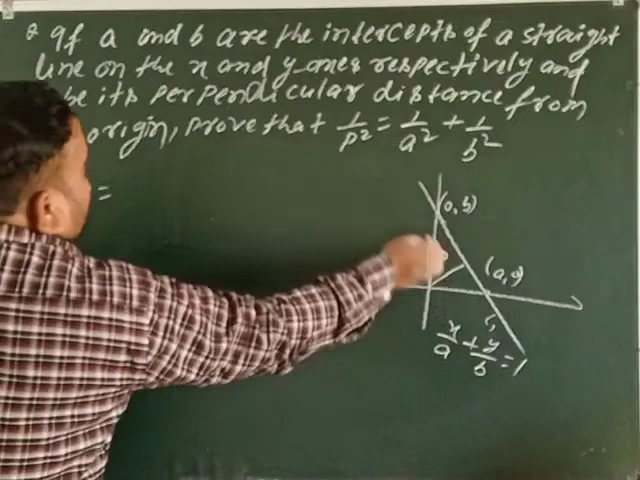 Q If a and b are the intercepts of a straight
line on the x and y-axes respectively and
be its perpendicular distance from
origin, prove that 1/p² = 1/a² + 1/b²
=
(0, b)
(a, 0)
x/a + y/b = 1